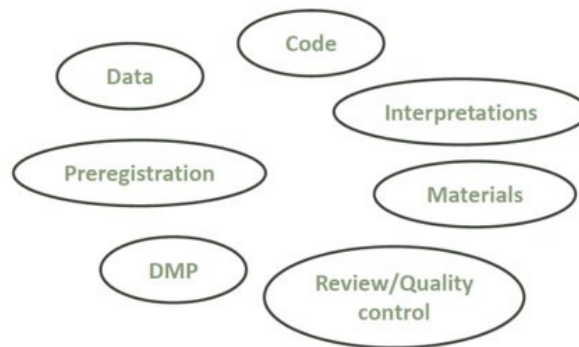 Code
Data
Interpretations
Preregistration
Materials
DMP
Review/Quality
control